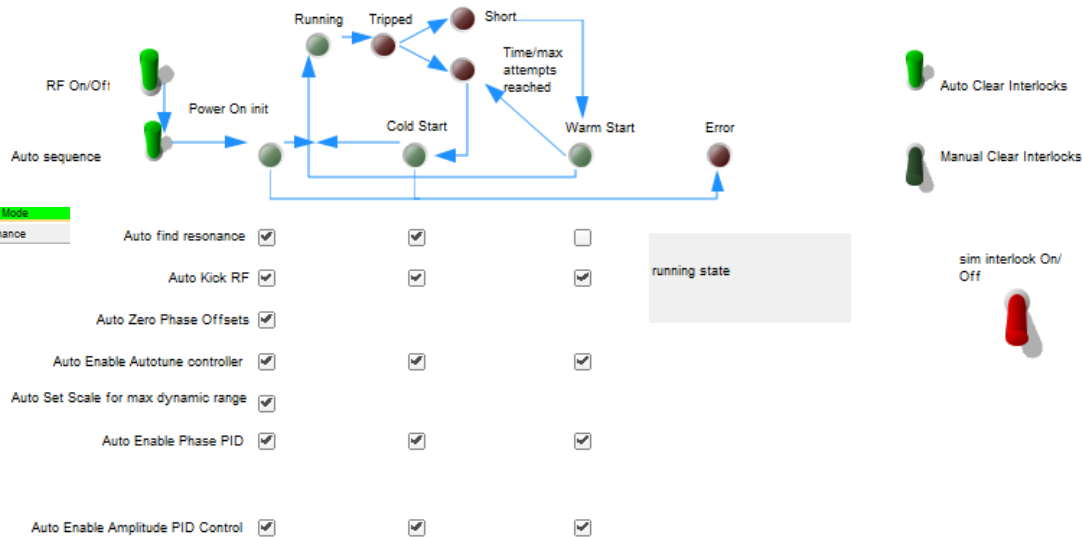 Running
Tripped
Short
Time/max
attempts
reached
RF On/Off
Auto Clear Interlocks
Power On init
Cold Start
Warm Start
Error
Auto sequence
Manual Clear Interlocks
Mode
Auto find resonance
running state
sim interlock On/
Off
Auto Kick RF
Auto Zero Phase Offsets
Auto Enable Autotune controller
Auto Set Scale for max dynamic range
Auto Enable Phase PID
Auto Enable Amplitude PID Control